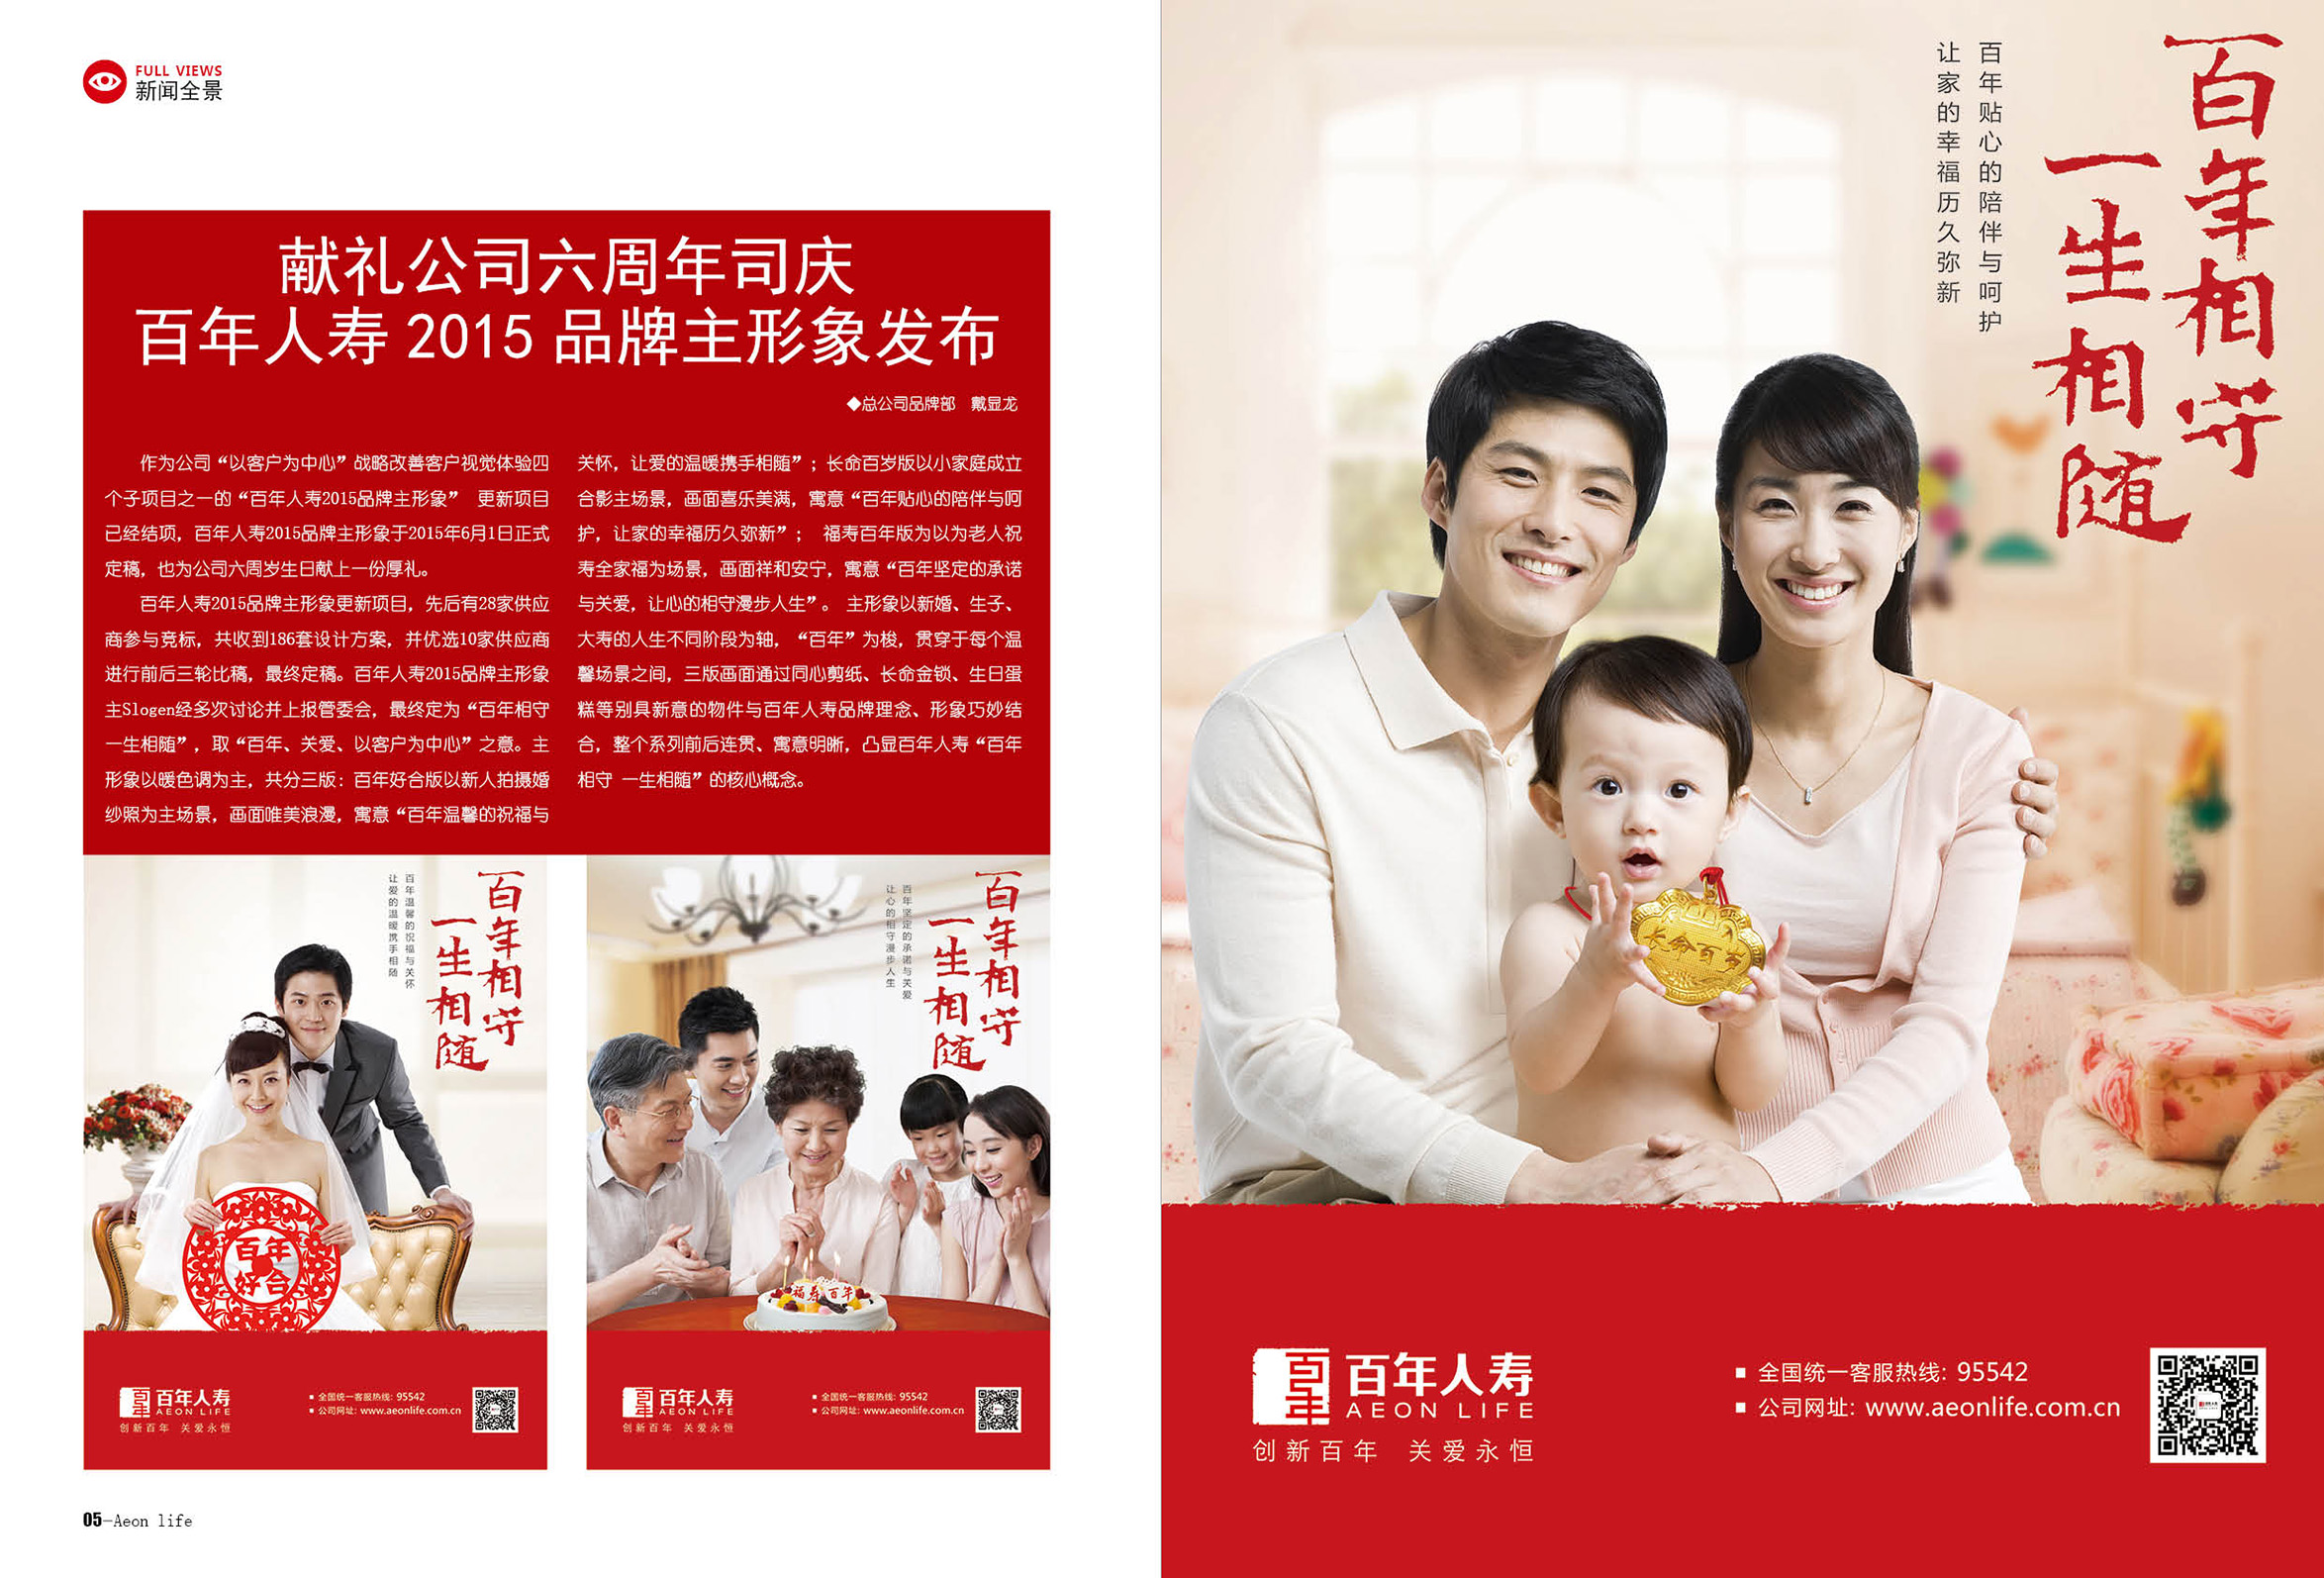 FULL VIEWS
新闻全景
献礼公司六周年司庆
百年人寿 2015 品牌主形象发布
◆总公司品牌部 戴显龙
作为公司“以客户为中心”战略改善客户视觉体验四
个子项目之一的“百年人寿2015品牌主形象” 更新项目
已经结项，百年人寿2015品牌主形象于2015年6月1日正式
定稿，也为公司六周岁生日献上一份厚礼。
百年人寿2015品牌主形象更新项目，先后有28家供应
商参与竞标，共收到186套设计方案，并优选10家供应商
进行前后三轮比稿，最终定稿。百年人寿2015品牌主形象
主Slogen经多次讨论并上报管委会，最终定为“百年相守
一生相随”，取“百年、关爱、以客户为中心”之意。主
形象以暖色调为主，共分三版：百年好合版以新人拍摄婚
纱照为主场景，画面唯美浪漫，寓意“百年温馨的祝福与
关怀，让爱的温暖携手相随”；长命百岁版以小家庭成立
合影主场景，画面喜乐美满，寓意“百年贴心的陪伴与呵
护，让家的幸福历久弥新”； 福寿百年版为以为老人祝
寿全家福为场景，画面祥和安宁，寓意“百年坚定的承诺
与关爱，让心的相守漫步人生”。 主形象以新婚、生子、
大寿的人生不同阶段为轴，“百年”为梭，贯穿于每个温
馨场景之间，三版画面通过同心剪纸、长命金锁、生日蛋
糕等别具新意的物件与百年人寿品牌理念、形象巧妙结
合，整个系列前后连贯、寓意明晰，凸显百年人寿“百年
相守 一生相随”的核心概念。
百年相守
一生相随
百年温馨的祝福与关怀
让爱的温暖携手相随
百年
好合
百年
百年人寿
AEON LIFE
创新百年 关爱永恒
全国统一客服热线: 95542
公司网址: www.aeonlife.com.cn
百年相守
一生相随
百年坚定的承诺与关爱
让心的相守漫步人生
福寿百年
百年
百年人寿
AEON LIFE
创新百年 关爱永恒
全国统一客服热线: 95542
公司网址: www.aeonlife.com.cn
05-Aeon life
百年相守
一生相随
百年贴心的陪伴与呵护
让家的幸福历久弥新
长命百岁
百年
百年人寿
AEON LIFE
创新百年 关爱永恒
全国统一客服热线: 95542
公司网址: www.aeonlife.com.cn